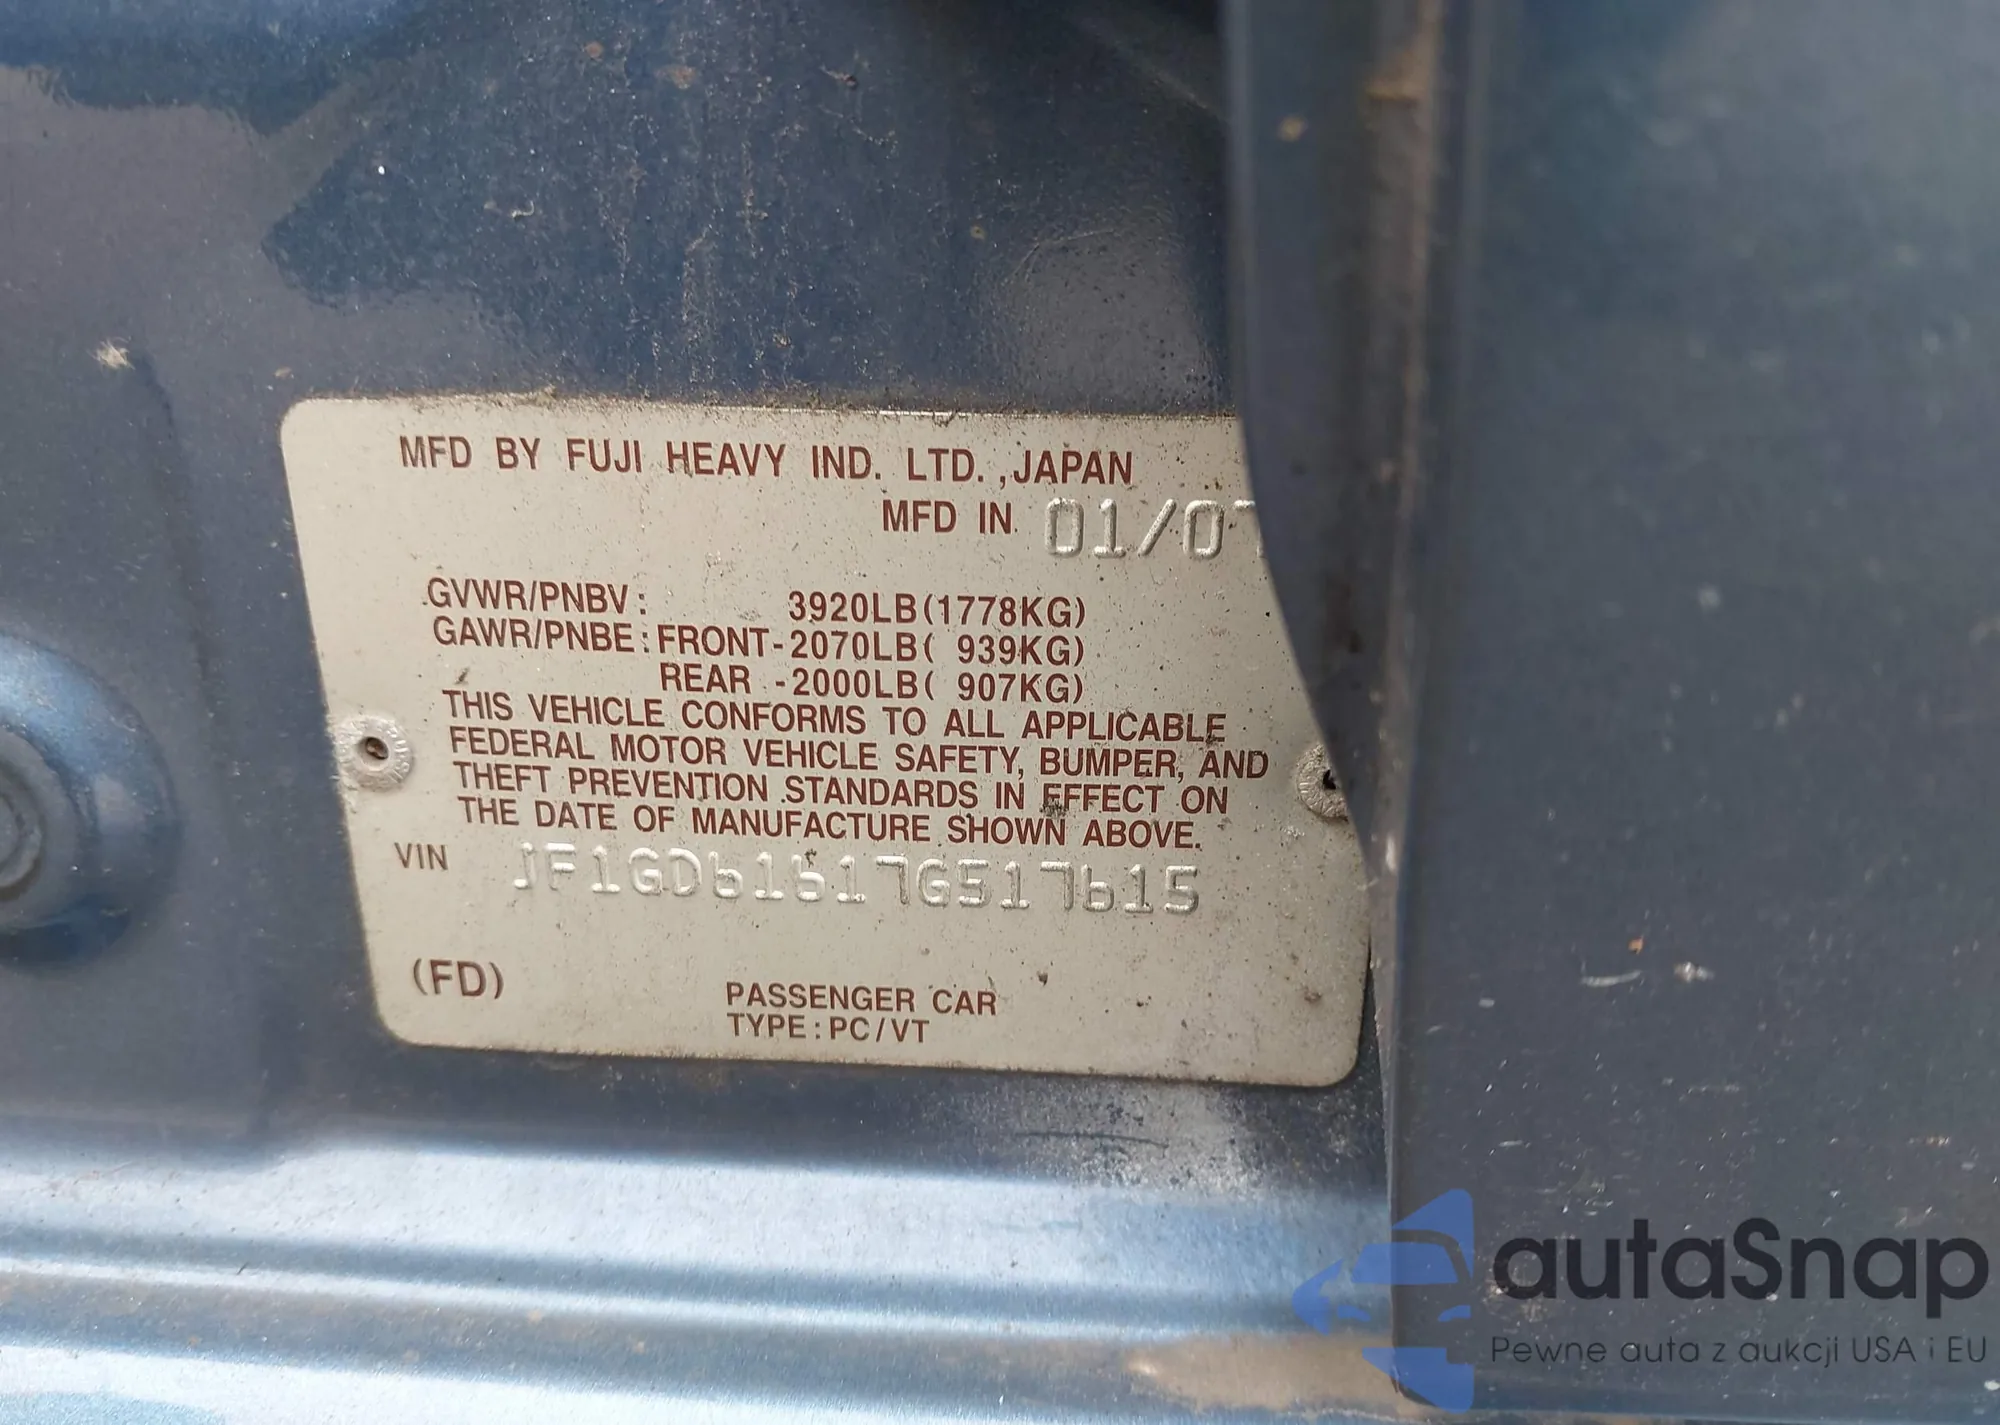 MFD BY FUJI HEAVY IND. LTD.,JAPAN
MFD IN 01/07
GVWR/PNBV: 3920LB(1778KG)
GAWR/PNBE:FRONT-2070LB( 939KG)
REAR -2000LB( 907KG)
THIS VEHICLE CONFORMS TO ALL APPLICABLE
FEDERAL MOTOR VEHICLE SAFETY, BUMPER, AND
THEFT PREVENTION STANDARDS IN EFFECT ON
THE DATE OF MANUFACTURE SHOWN ABOVE.
VIN JF1GD61617G517615
(FD)
PASSENGER CAR
TYPE:PC/VT
autaSnap
Pewne auta z aukcji USA i EU